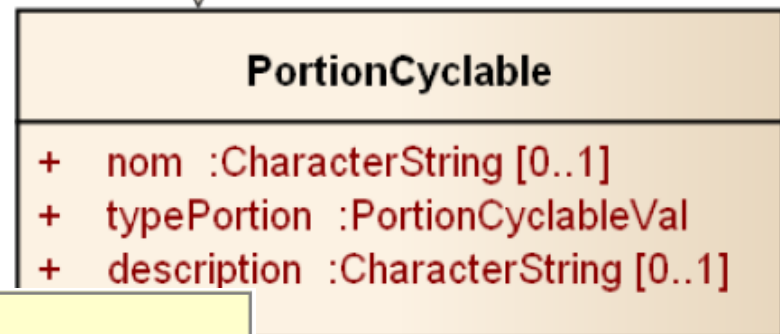 PortionCyclable
+ nom :CharacterString [0..1]
+ typePortion :PortionCyclableVal
+ description :CharacterString [0..1]